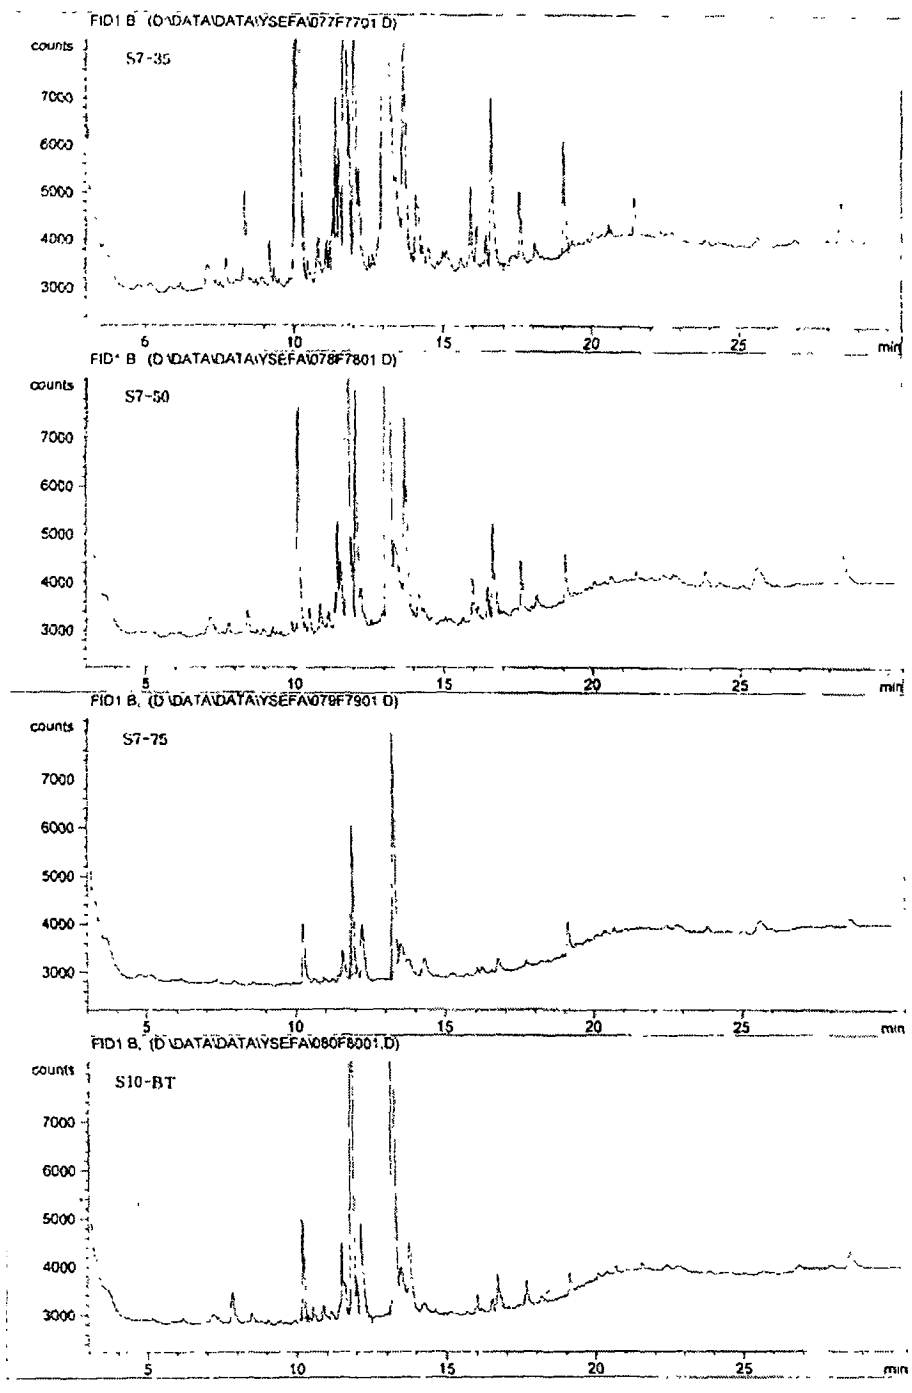 FID1 B (D:\DATA\DATA\YSEFA\077F7701 D)
counts
S7-35
7000
6000
5000
4000
3000
5 10 15 20 25 min
FID1 B (D:\DATA\DATA\YSEFA\078F7801 D)
counts
S7-50
7000
6000
5000
4000
3000
5 10 15 20 25 min
FID1 B, (D:\DATA\DATA\YSEFA\079F7901 D)
counts
S7-75
7000
6000
5000
4000
3000
5 10 15 20 25 min
FID1 B, (D:\DATA\DATA\YSEFA\080F8001.D)
counts
S10-BT
7000
6000
5000
4000
3000
5 10 15 20 25 min